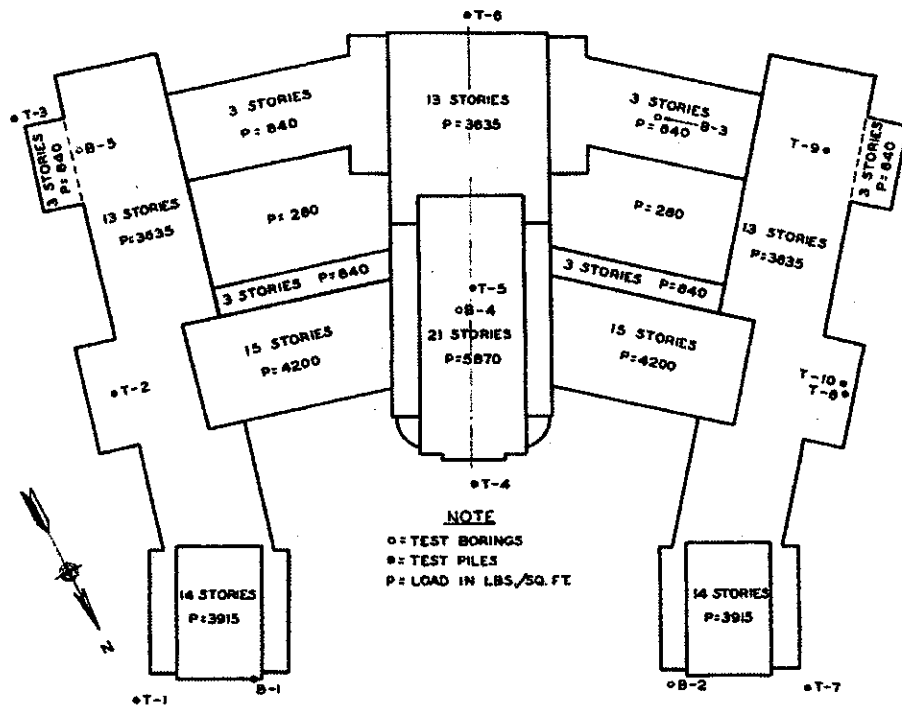 T-6
T-3
3 STORIES
P=840
B-5
3 STORIES
P=840
13 STORIES
P=3635
3 STORIES
P=840
B-3
T-9
3 STORIES
P=840
13 STORIES
P=3635
P=280
P=280
13 STORIES
P=3635
3 STORIES P=840
3 STORIES P=840
T-5
B-4
21 STORIES
P=5870
15 STORIES
P=4200
15 STORIES
P=4200
T-2
T-10
T-8
T-4
NOTE
○= TEST BORINGS
●= TEST PILES
P= LOAD IN LBS./SQ. FT.
N
14 STORIES
P=3915
14 STORIES
P=3915
T-1
B-1
B-2
T-7